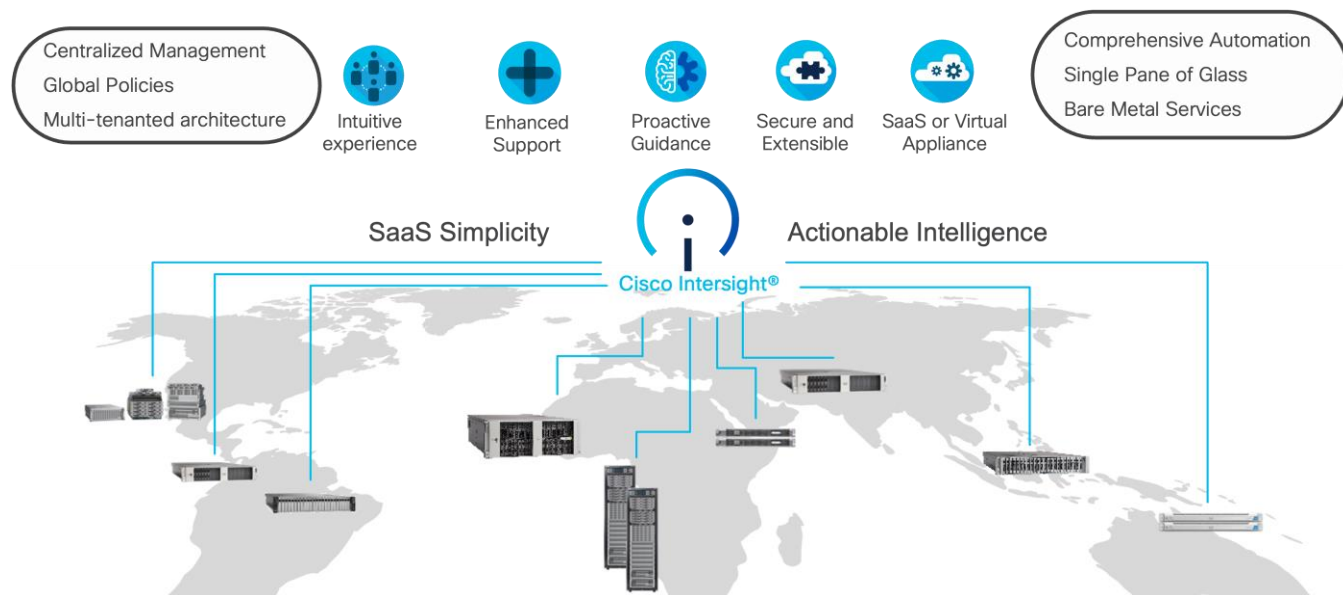 Centralized Management
Global Policies
Multi-tenanted architecture
Intuitive
experience
Enhanced
Support
Proactive
Guidance
Secure and
Extensible
SaaS or Virtual
Appliance
Comprehensive Automation
Single Pane of Glass
Bare Metal Services
SaaS Simplicity
Actionable Intelligence
Cisco Intersight®